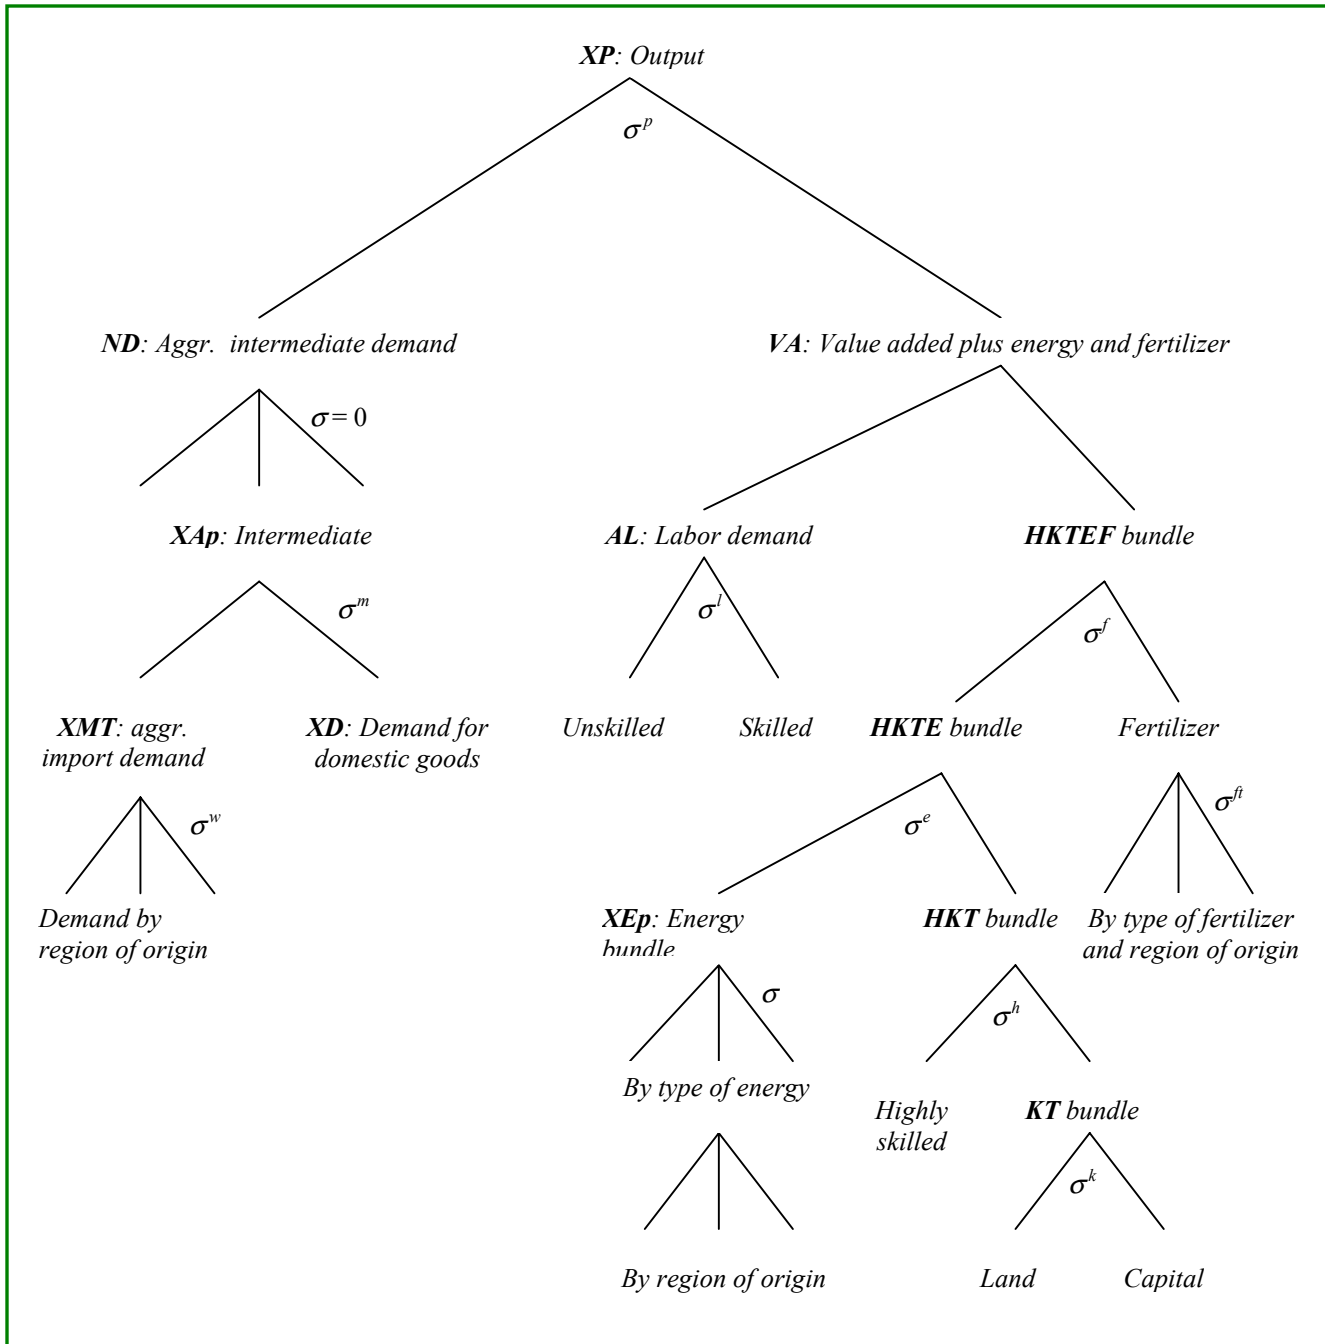 XP: Output
σ^p
ND: Aggr. intermediate demand
VA: Value added plus energy and fertilizer
σ= 0
XAp: Intermediate
AL: Labor demand
HKTEF bundle
σ^m
σ^l
σ^f
XMT: aggr.
import demand
XD: Demand for
domestic goods
Unskilled
Skilled
HKTE bundle
Fertilizer
σ^w
σ^e
σ^ft
Demand by
region of origin
XEp: Energy
bundle
HKT bundle
By type of fertilizer
and region of origin
σ
σ^h
By type of energy
Highly
skilled
KT bundle
σ^k
By region of origin
Land
Capital